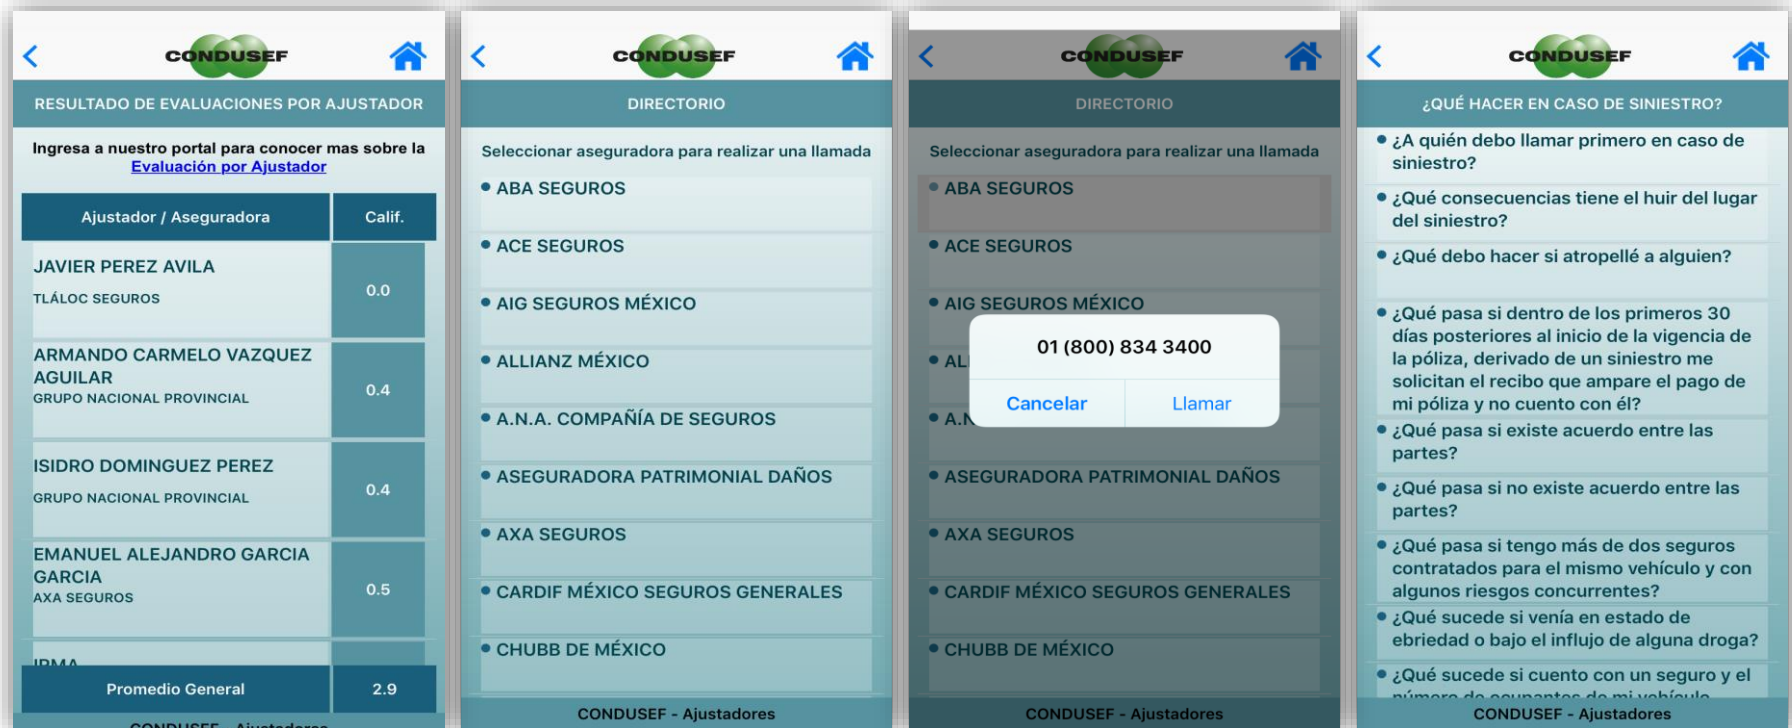 CONDUSEF
RESULTADO DE EVALUACIONES POR AJUSTADOR
Ingresa a nuestro portal para conocer mas sobre la
Evaluación por Ajustador
Ajustador / Aseguradora Calif.
JAVIER PEREZ AVILA
TLÁLOC SEGUROS
0.0
ARMANDO CARMELO VAZQUEZ
AGUILAR
GRUPO NACIONAL PROVINCIAL
0.4
ISIDRO DOMINGUEZ PEREZ
GRUPO NACIONAL PROVINCIAL
0.4
EMANUEL ALEJANDRO GARCIA
GARCIA
AXA SEGUROS
0.5
IRMA
Promedio General 2.9
CONDUSEF - Ajustadores
CONDUSEF
DIRECTORIO
Seleccionar aseguradora para realizar una llamada
• ABA SEGUROS
• ACE SEGUROS
• AIG SEGUROS MÉXICO
• ALLIANZ MÉXICO
• A.N.A. COMPAÑÍA DE SEGUROS
• ASEGURADORA PATRIMONIAL DAÑOS
• AXA SEGUROS
• CARDIF MÉXICO SEGUROS GENERALES
• CHUBB DE MÉXICO
CONDUSEF - Ajustadores
CONDUSEF
DIRECTORIO
Seleccionar aseguradora para realizar una llamada
• ABA SEGUROS
• ACE SEGUROS
• AIG SEGUROS MÉXICO
• AL
01 (800) 834 3400
Cancelar Llamar
• A.N
• ASEGURADORA PATRIMONIAL DAÑOS
• AXA SEGUROS
• CARDIF MÉXICO SEGUROS GENERALES
• CHUBB DE MÉXICO
CONDUSEF - Ajustadores
CONDUSEF
¿QUÉ HACER EN CASO DE SINIESTRO?
• ¿A quién debo llamar primero en caso de
siniestro?
• ¿Qué consecuencias tiene el huir del lugar
del siniestro?
• ¿Qué debo hacer si atropellé a alguien?
• ¿Qué pasa si dentro de los primeros 30
días posteriores al inicio de la vigencia de
la póliza, derivado de un siniestro me
solicitan el recibo que ampare el pago de
mi póliza y no cuento con él?
• ¿Qué pasa si existe acuerdo entre las
partes?
• ¿Qué pasa si no existe acuerdo entre las
partes?
• ¿Qué pasa si tengo más de dos seguros
contratados para el mismo vehículo y con
algunos riesgos concurrentes?
• ¿Qué sucede si venía en estado de
ebriedad o bajo el influjo de alguna droga?
• ¿Qué sucede si cuento con un seguro y el
número de ocupantes de mi vehículo
CONDUSEF - Ajustadores